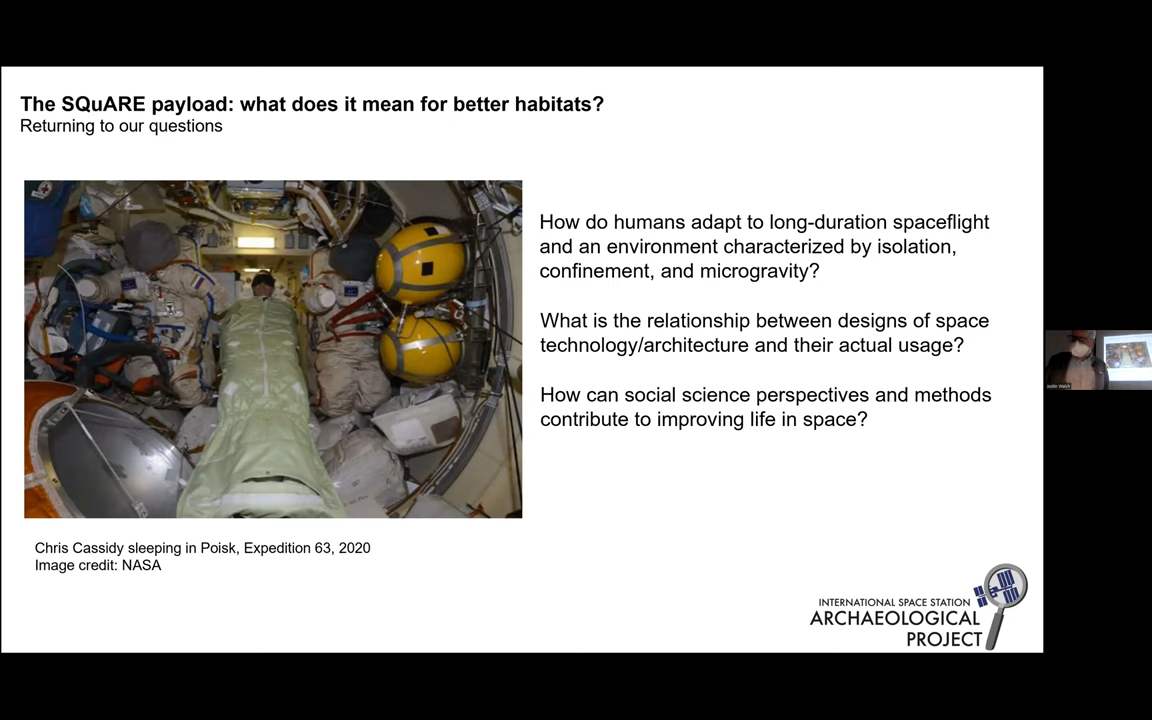 The SQuARE payload: what does it mean for better habitats?
Returning to our questions
How do humans adapt to long-duration spaceflight
and an environment characterized by isolation,
confinement, and microgravity?
What is the relationship between designs of space
technology/architecture and their actual usage?
How can social science perspectives and methods
contribute to improving life in space?
Chris Cassidy sleeping in Poisk, Expedition 63, 2020
Image credit: NASA
INTERNATIONAL SPACE STATION
ARCHAEOLOGICAL
PROJECT
Justin Walsh